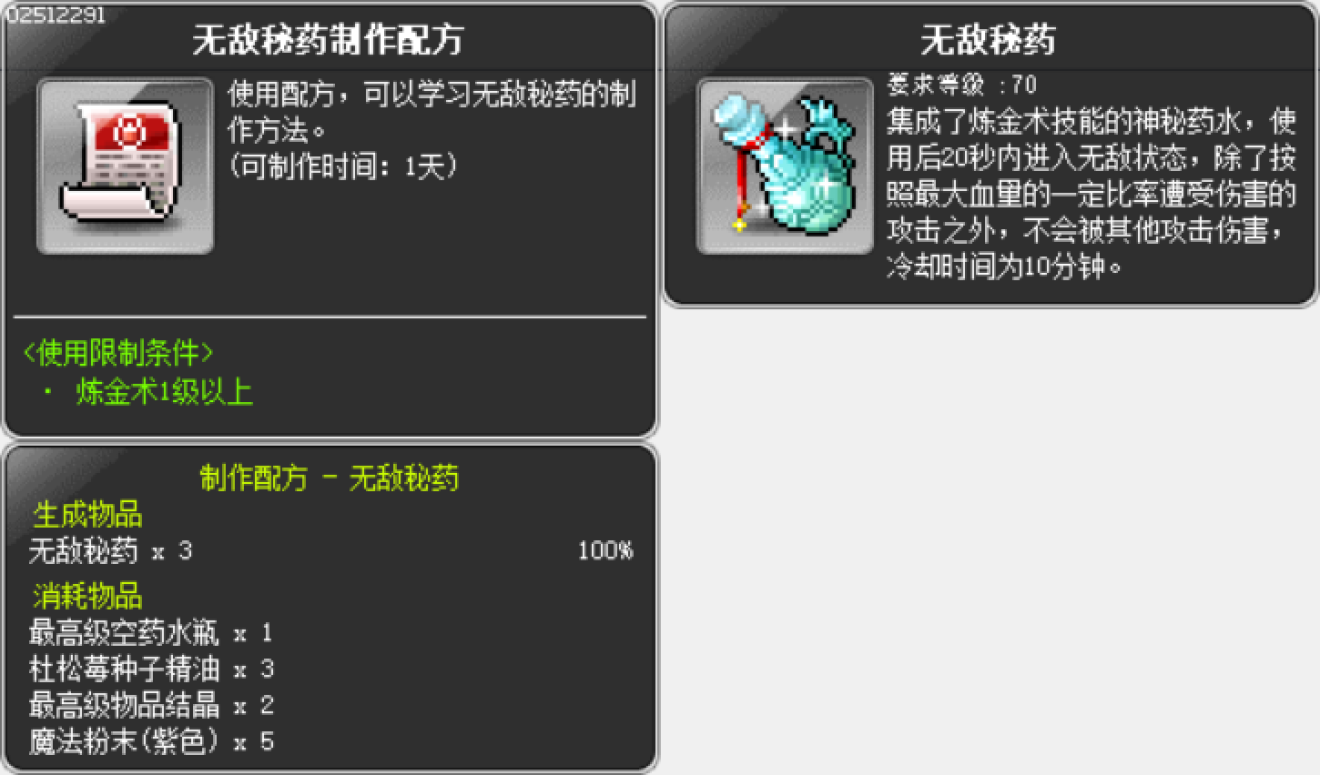 02512291
无敌秘药制作配方
使用配方，可以学习无敌秘药的制
作方法。
(可制作时间：1天)
<使用限制条件>
· 炼金术1级以上
制作配方 - 无敌秘药
生成物品
无敌秘药 x 3 100%
消耗物品
最高级空药水瓶 x 1
杜松莓种子精油 x 3
最高级物品结晶 x 2
魔法粉末(紫色) x 5
无敌秘药
要求等级 :70
集成了炼金术技能的神秘药水，使
用后20秒内进入无敌状态，除了按
照最大血量的一定比率遭受伤害的
攻击之外，不会被其他攻击伤害，
冷却时间为10分钟。